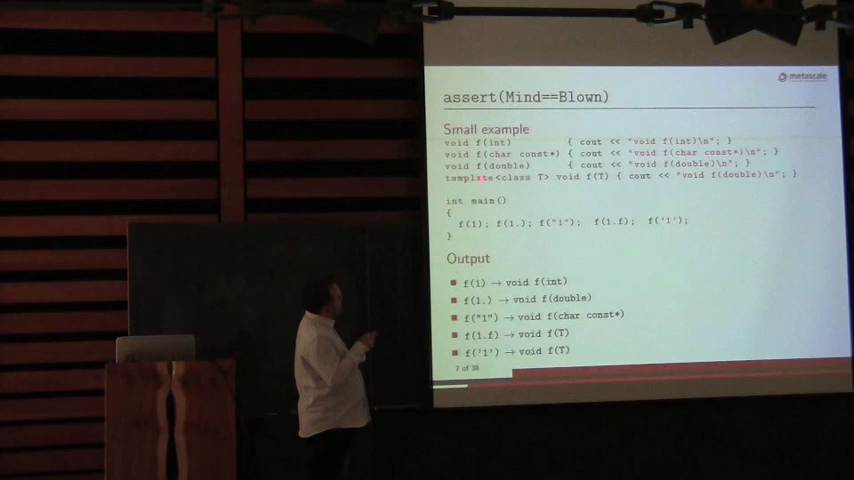 metascale
assert(Mind==Blown)
Small example
void f(int) { cout << "void f(int)\n"; }
void f(char const*) { cout << "void f(char const*)\n"; }
void f(double) { cout << "void f(double)\n"; }
template<class T> void f(T) { cout << "void f(double)\n"; }
int main()
{
f(1); f(1.); f("1"); f(1.f); f('1');
}
Output
f(1) → void f(int)
f(1.) → void f(double)
f("1") → void f(char const*)
f(1.f) → void f(T)
f('1') → void f(T)
7 of 38